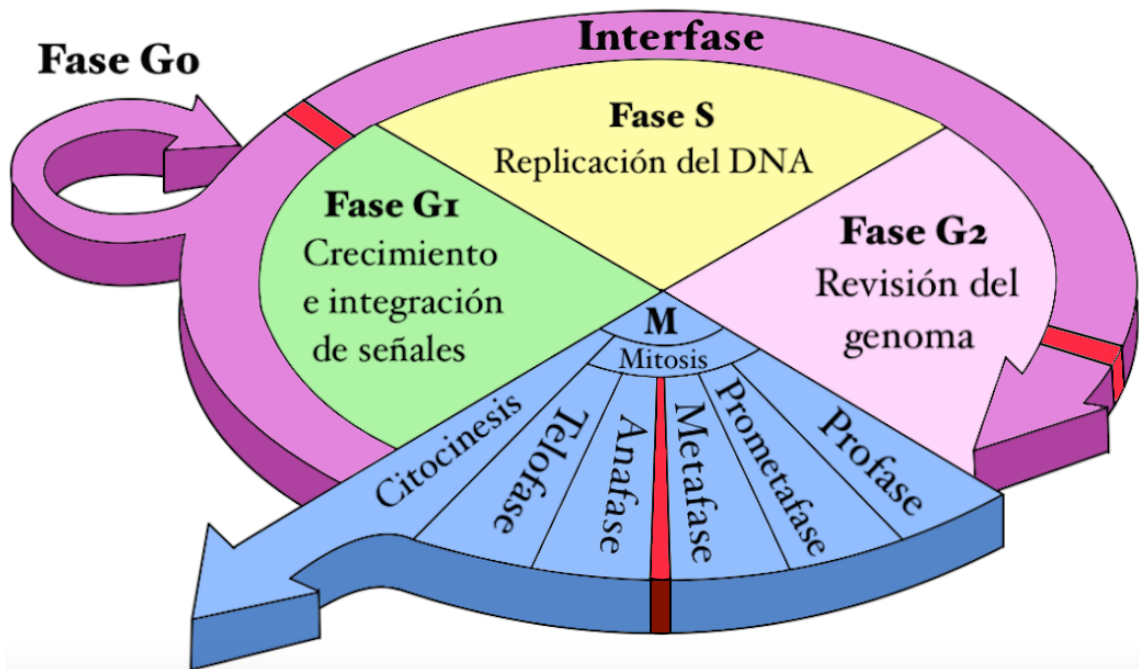 Interfase
Fase G0
Fase S
Replicación del DNA
Fase G1
Crecimiento
e integración
de señales
Fase G2
Revisión del
genoma
M
Mitosis
Citocinesis
Telofase
Anafase
Metafase
Prometafase
Profase